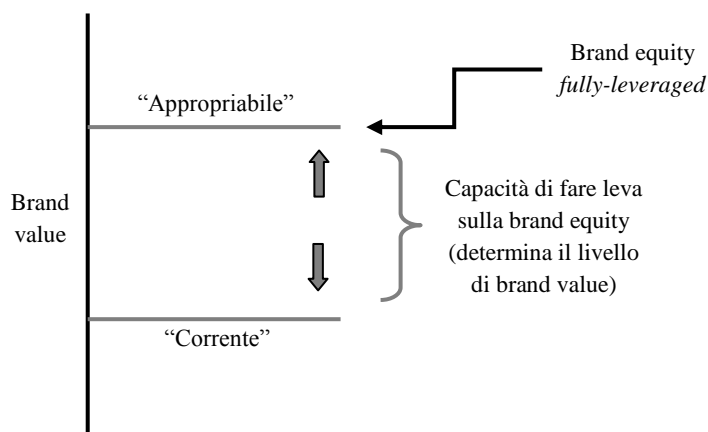 Brand equity
fully-leveraged
“Appropriabile”
Brand
value
Capacità di fare leva
sulla brand equity
(determina il livello
di brand value)
“Corrente”